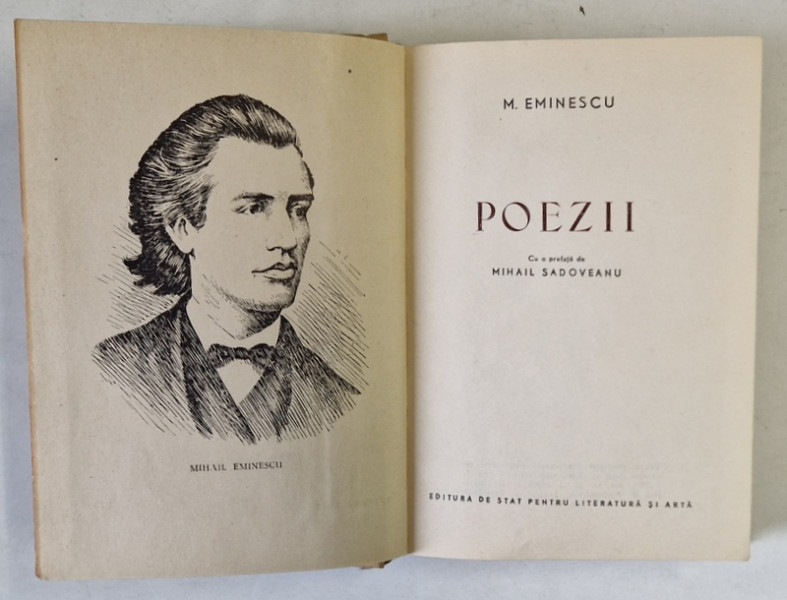 MIHAIL EMINESCU
M. EMINESCU
POEZII
Cu o prefață de
MIHAIL SADOVEANU
EDITURA DE STAT PENTRU LITERATURĂ ȘI ARTĂ